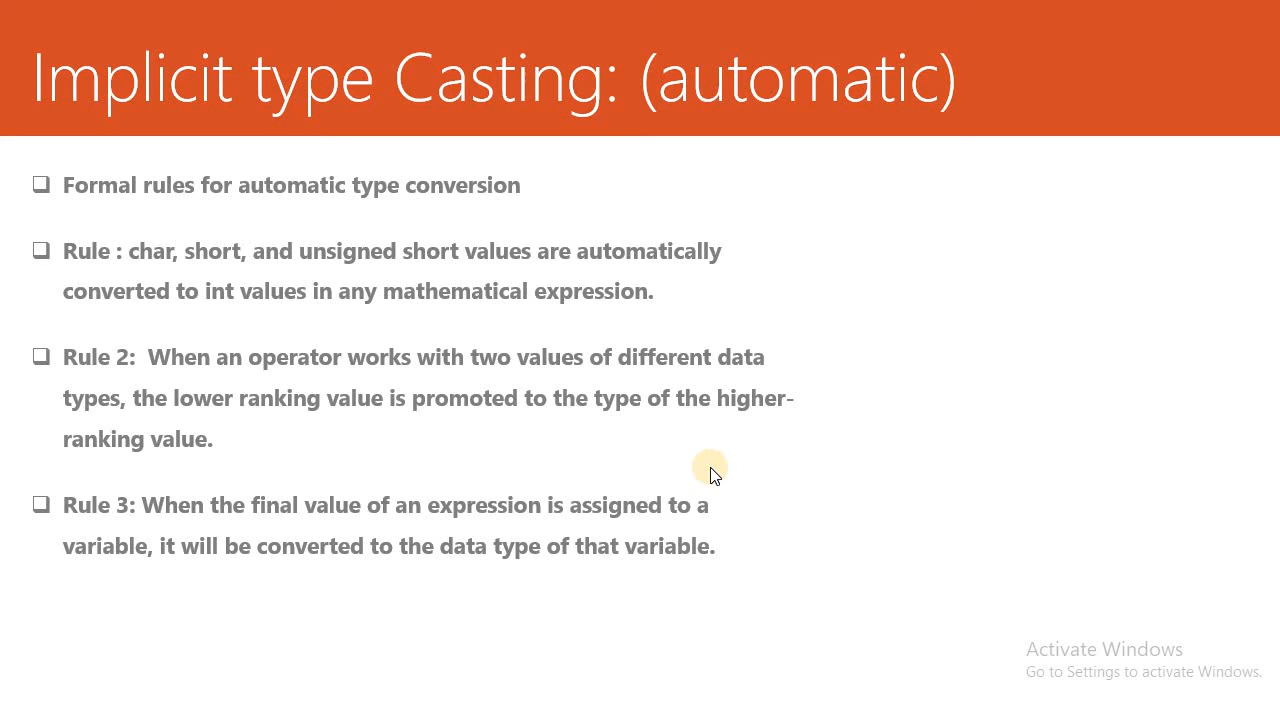 Implicit type Casting: (automatic)
Formal rules for automatic type conversion
Rule : char, short, and unsigned short values are automatically
converted to int values in any mathematical expression.
Rule 2:  When an operator works with two values of different data
types, the lower ranking value is promoted to the type of the higher-
ranking value.
Rule 3: When the final value of an expression is assigned to a
variable, it will be converted to the data type of that variable.
Activate Windows
Go to Settings to activate Windows.